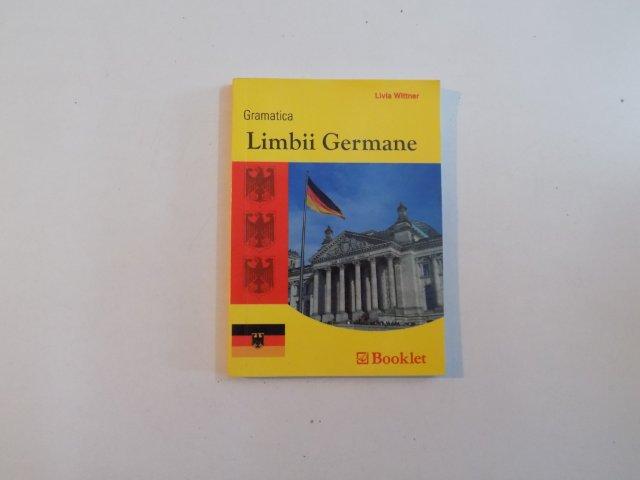 Livia Wittner
Gramatica
Limbii Germane
Booklet